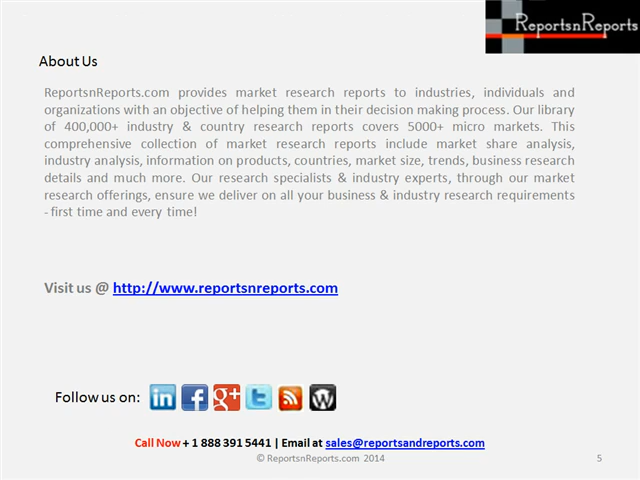 ReportsnReports
About Us
ReportsnReports.com provides market research reports to industries, individuals and
organizations with an objective of helping them in their decision making process. Our library
of 400,000+ industry & country research reports covers 5000+ micro markets. This
comprehensive collection of market research reports include market share analysis,
industry analysis, information on products, countries, market size, trends, business research
details and much more. Our research specialists & industry experts, through our market
research offerings, ensure we deliver on all your business & industry research requirements
- first time and every time!
Visit us @ http://www.reportsnreports.com
Follow us on: in f g+ t W
Call Now + 1 888 391 5441 | Email at sales@reportsandreports.com
© ReportsnReports.com 2014 5